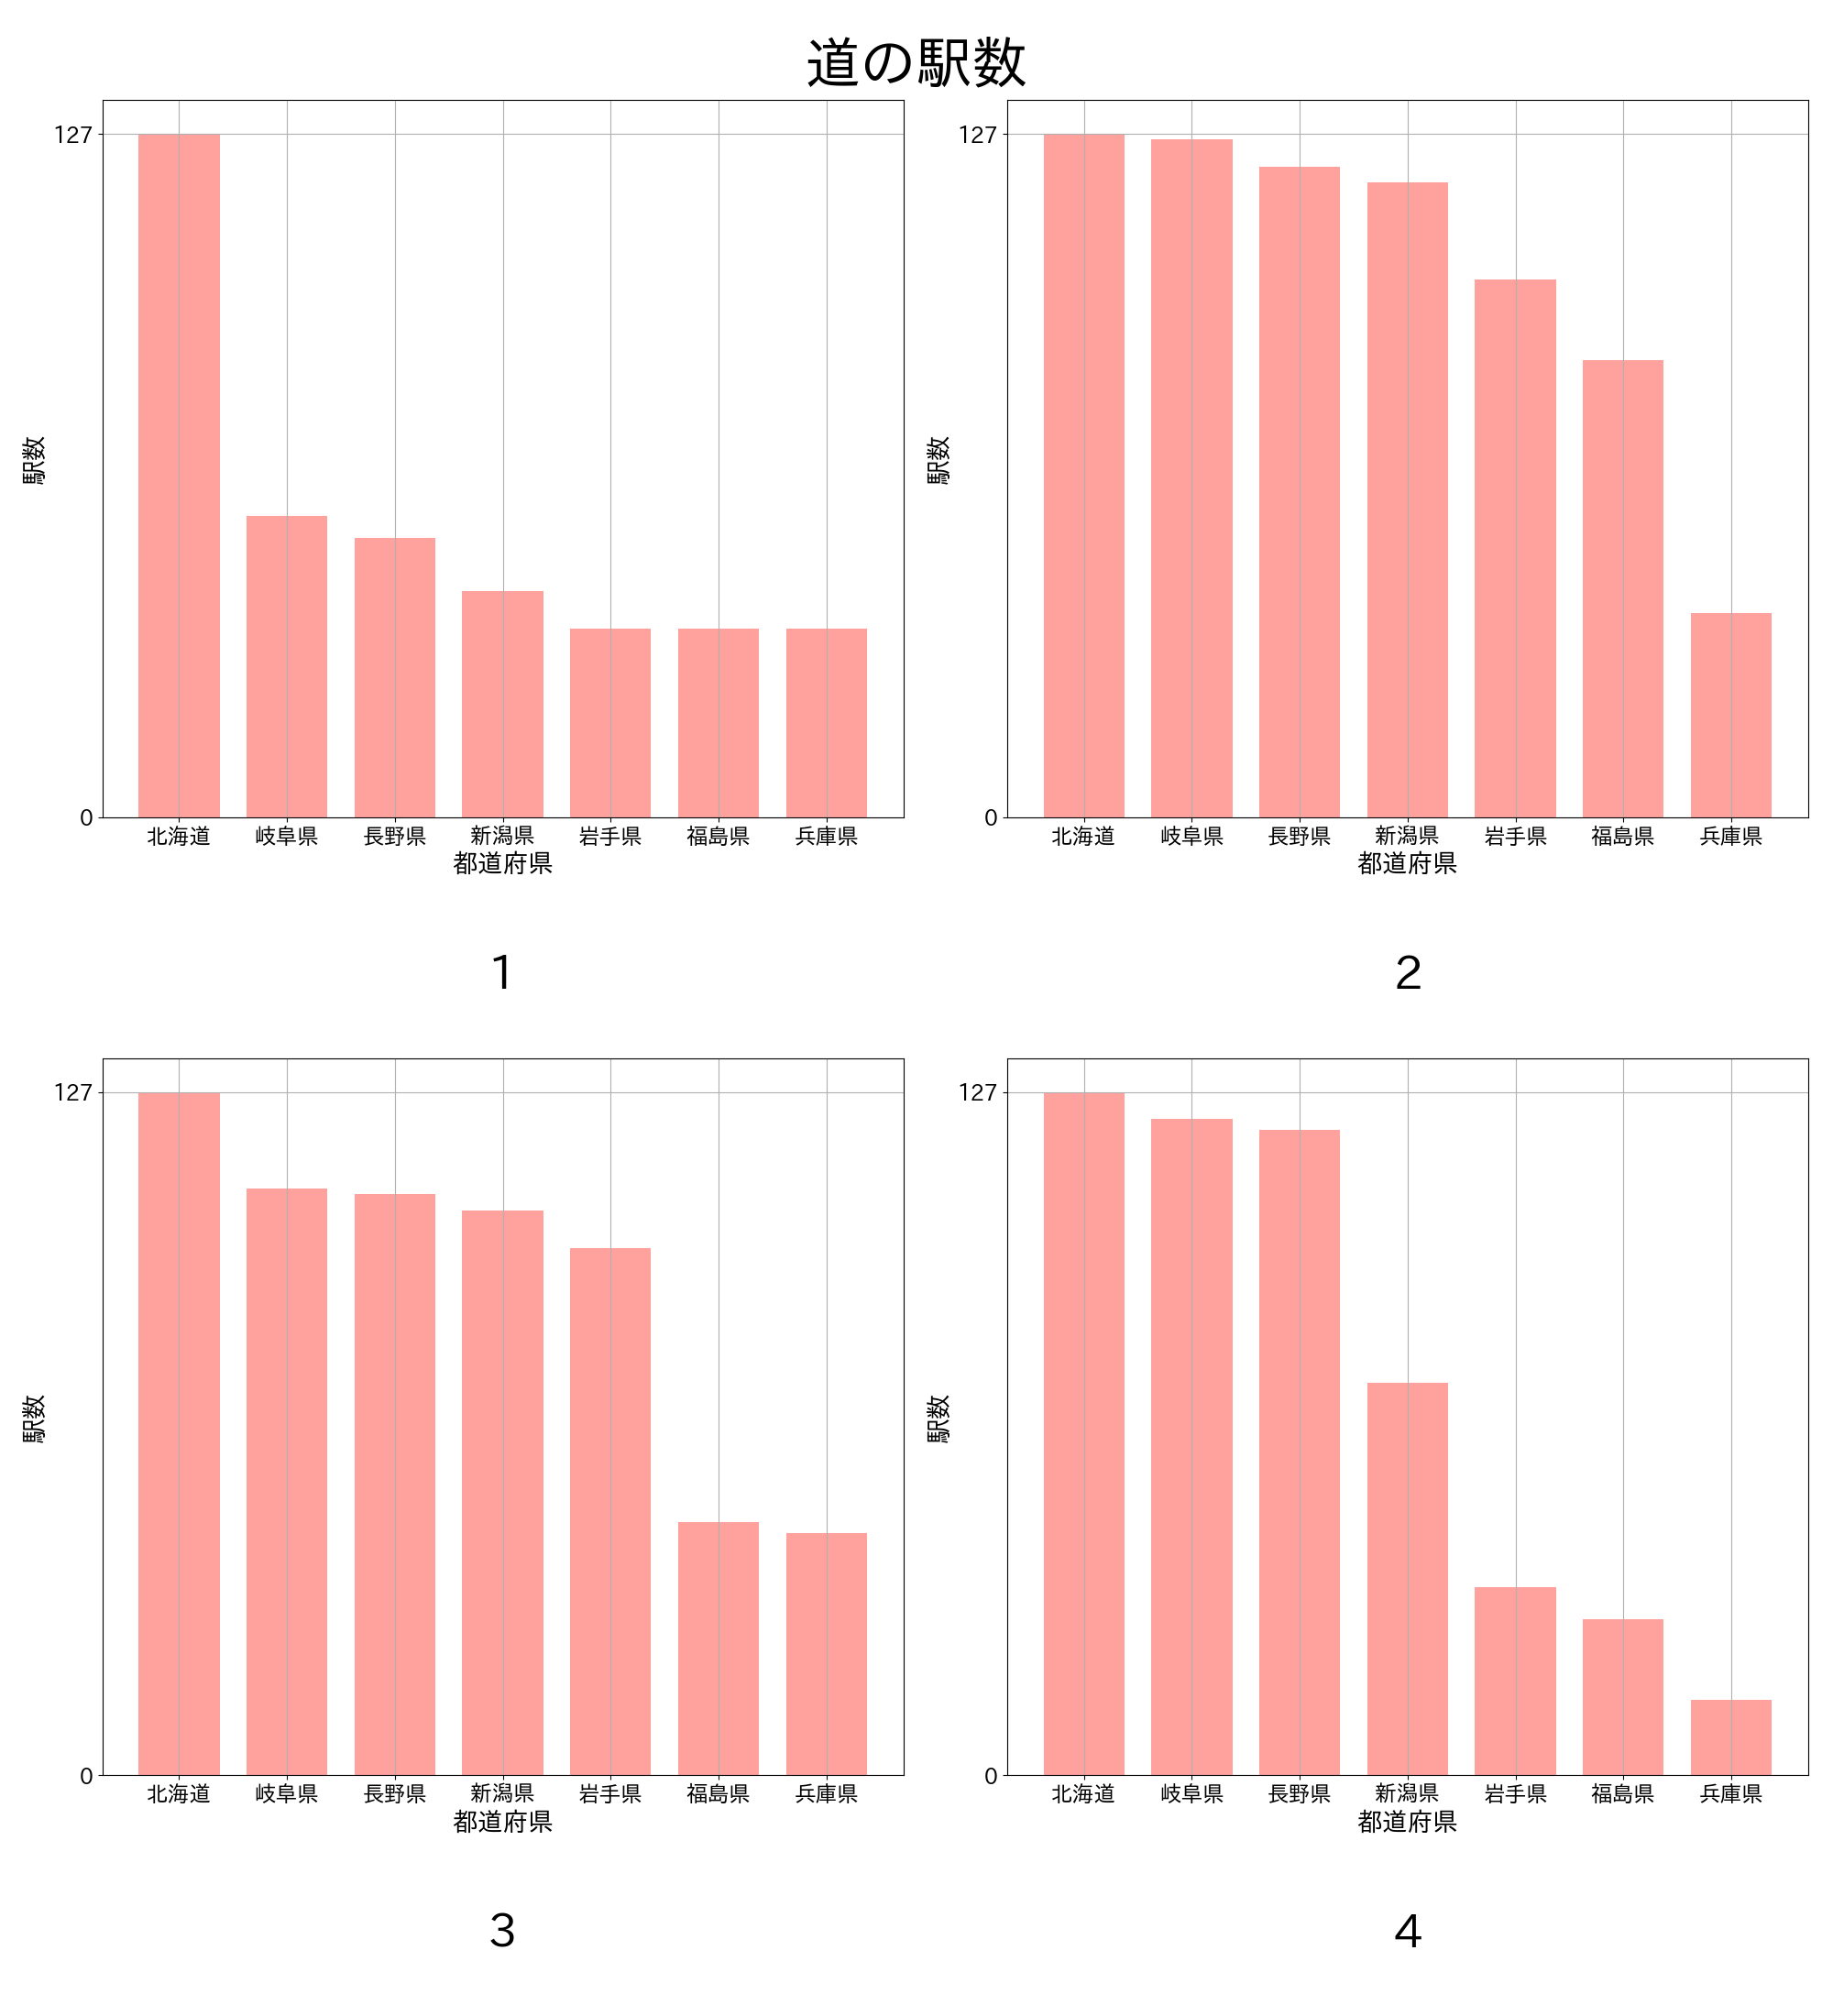 道の駅数
127
駅数
0
北海道 岐阜県 長野県 新潟県 岩手県 福島県 兵庫県
都道府県
1
127
駅数
0
北海道 岐阜県 長野県 新潟県 岩手県 福島県 兵庫県
都道府県
2
127
駅数
0
北海道 岐阜県 長野県 新潟県 岩手県 福島県 兵庫県
都道府県
3
127
駅数
0
北海道 岐阜県 長野県 新潟県 岩手県 福島県 兵庫県
都道府県
4